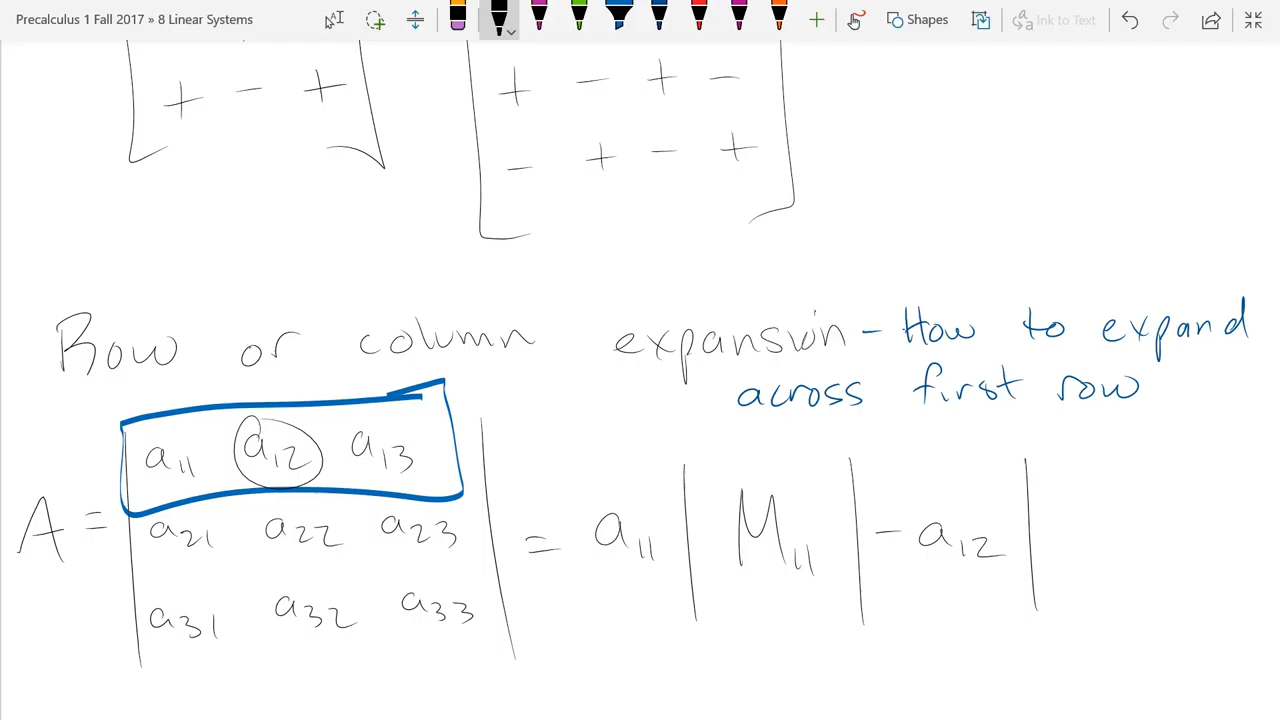 Precalculus 1 Fall 2017 » 8 Linear Systems
Shapes
Ink to Text
+ - +
+ - + -
- + - +
Row or column expansion - How to expand
across first row
a11 a12 a13
A = a21 a22 a23 = a11 | M11 | - a12 |
a31 a32 a33